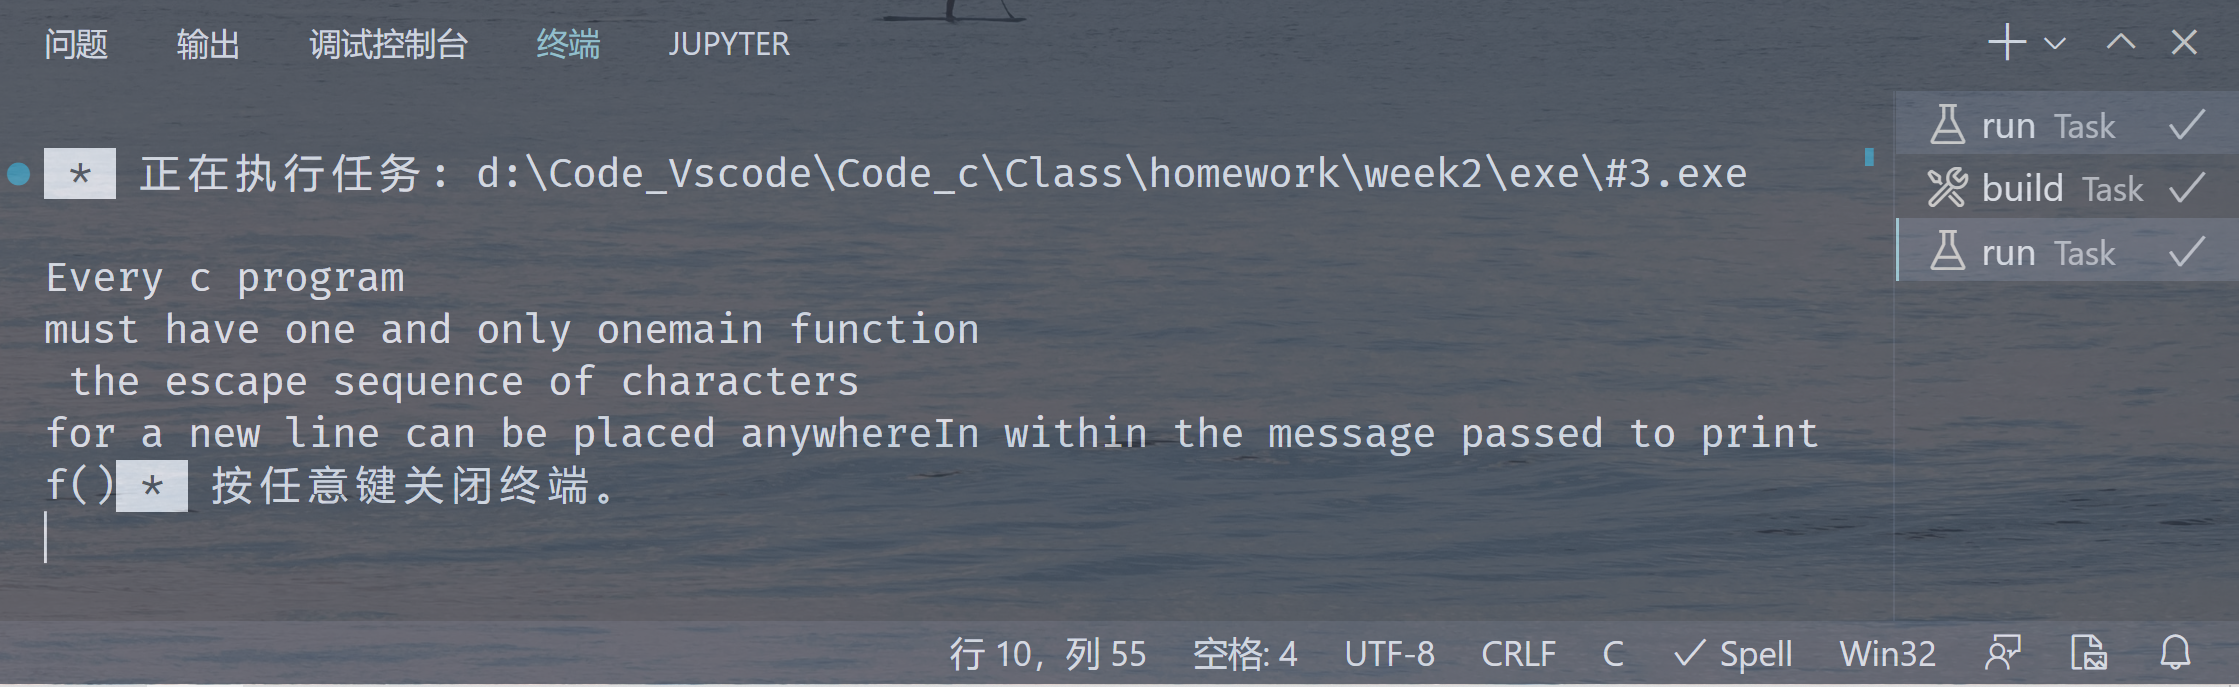 问题 输出 调试控制台 终端 JUPYTER
* 正在执行任务: d:\Code_Vscode\Code_c\Class\homework\week2\exe\#3.exe
Every c program
must have one and only onemain function
 the escape sequence of characters
for a new line can be placed anywhereIn within the message passed to print
f() * 按任意键关闭终端。
run Task
build Task
run Task
行 10，列 55 空格: 4 UTF-8 CRLF C Spell Win32